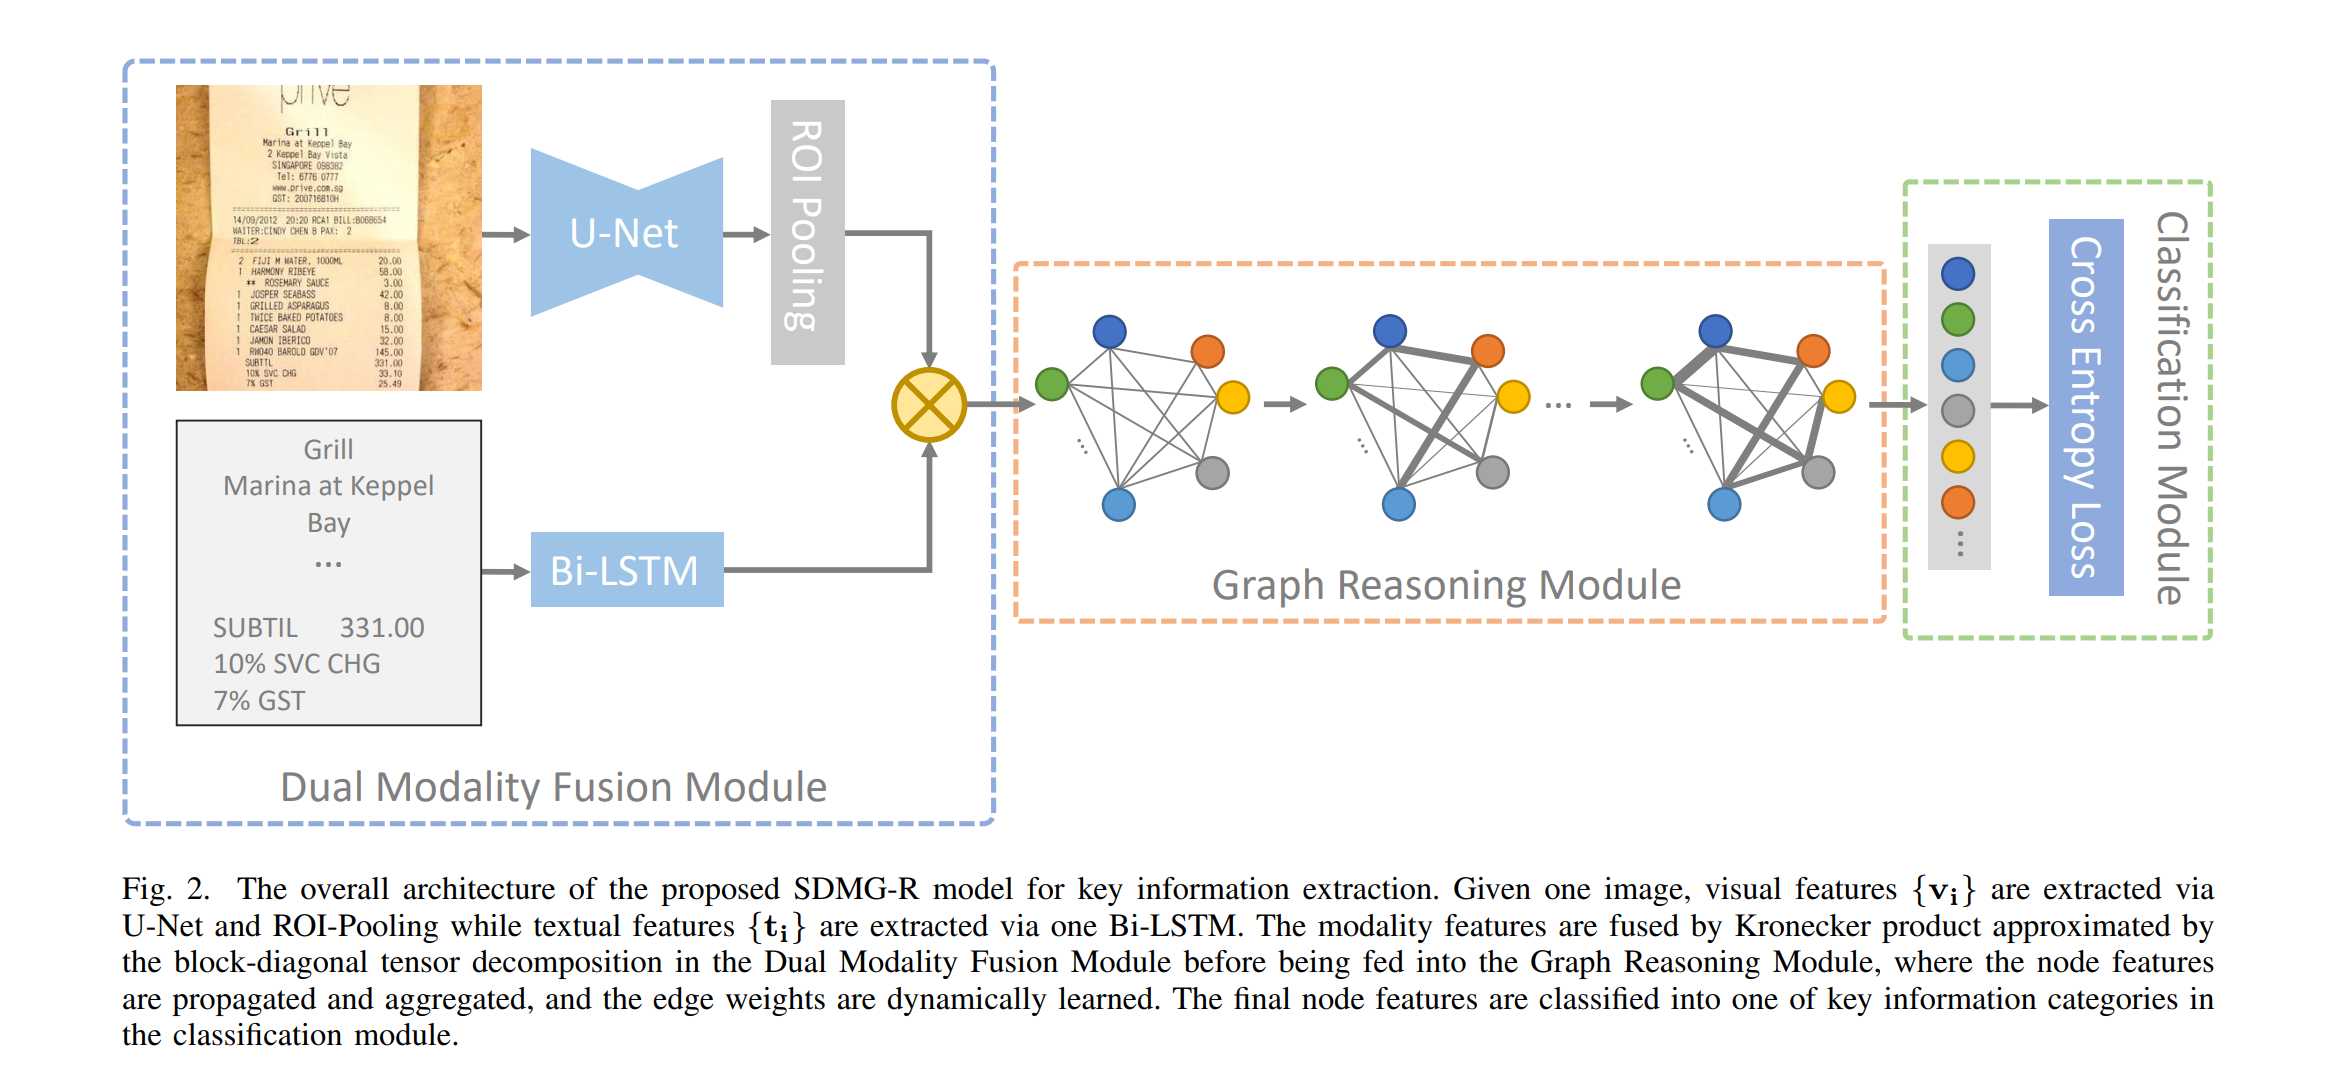 prive
Grill
Marina at Keppel Bay
2 Keppel Bay Vista
SINGAPORE 098382
Tel: 6776 0777
www.prive.com.sg
GST: 200716810H
14/09/2012 20:20 RCA1 BILL:B068654
WAITER:CINDY CHEN B PAX: 2
TBL:2
2 FIJI M WATER, 1000ML 20.00
1 HARMONY RIBEYE 58.00
** ROSEMARY SAUCE 3.00
1 JOSPER SEABASS 42.00
1 GRILLED ASPARAGUS 8.00
1 TWICE BAKED POTATOES 8.00
1 CAESAR SALAD 15.00
1 JAMON IBERICO 32.00
1 RW040 BAROLO GDV'07 145.00
SUBTTL 331.00
10% SVC CHG 33.10
7% GST 25.49
U-Net
ROI Pooling
Grill
Marina at Keppel
Bay
...
SUBTIL 331.00
10% SVC CHG
7% GST
Bi-LSTM
Dual Modality Fusion Module
...
Graph Reasoning Module
...
Cross Entropy Loss
Classification Module
Fig. 2. The overall architecture of the proposed SDMG-R model for key information extraction. Given one image, visual features {vᵢ} are extracted via
U-Net and ROI-Pooling while textual features {tᵢ} are extracted via one Bi-LSTM. The modality features are fused by Kronecker product approximated by
the block-diagonal tensor decomposition in the Dual Modality Fusion Module before being fed into the Graph Reasoning Module, where the node features
are propagated and aggregated, and the edge weights are dynamically learned. The final node features are classified into one of key information categories in
the classification module.